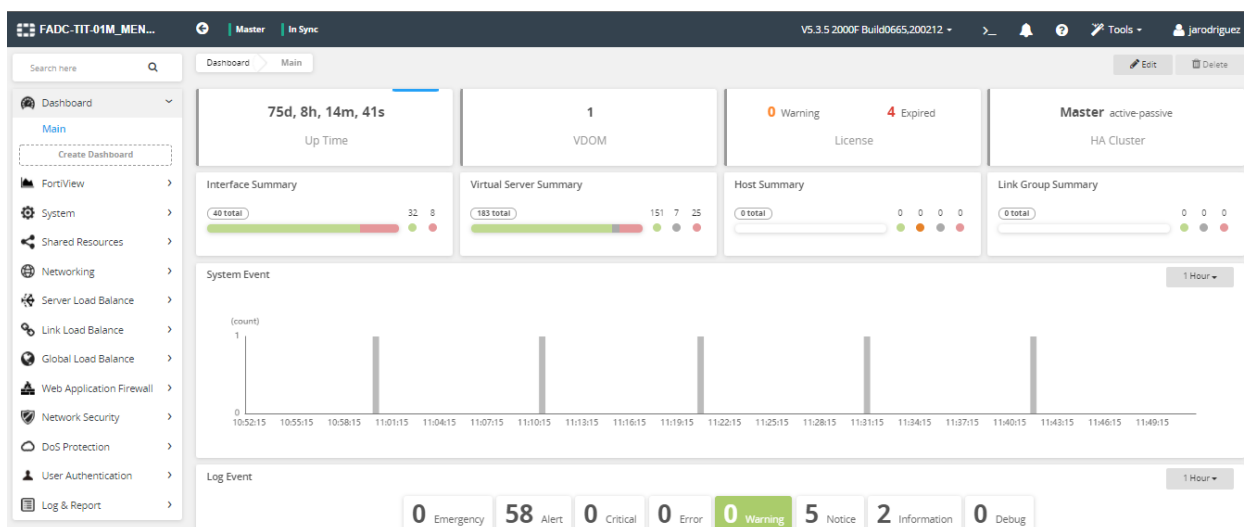 FADC-TIT-01M_MEN...
Master
In Sync
V5.3.5 2000F Build0665,200212
>_
Tools
jarodriguez
Search here
Dashboard
Main
Edit
Delete
Dashboard
Main
Create Dashboard
FortiView
System
Shared Resources
Networking
Server Load Balance
Link Load Balance
Global Load Balance
Web Application Firewall
Network Security
DoS Protection
User Authentication
Log & Report
75d, 8h, 14m, 41s
Up Time
1
VDOM
0 Warning 4 Expired
License
Master active-passive
HA Cluster
Interface Summary
40 total 32 8
Virtual Server Summary
183 total 151 7 25
Host Summary
0 total 0 0 0 0
Link Group Summary
0 total 0 0 0
System Event
1 Hour
(count)
1
0
10:52:15 10:55:15 10:58:15 11:01:15 11:04:15 11:07:15 11:10:15 11:13:15 11:16:15 11:19:15 11:22:15 11:25:15 11:28:15 11:31:15 11:34:15 11:37:15 11:40:15 11:43:15 11:46:15 11:49:15
Log Event
1 Hour
0 Emergency 58 Alert 0 Critical 0 Error 0 Warning 5 Notice 2 Information 0 Debug